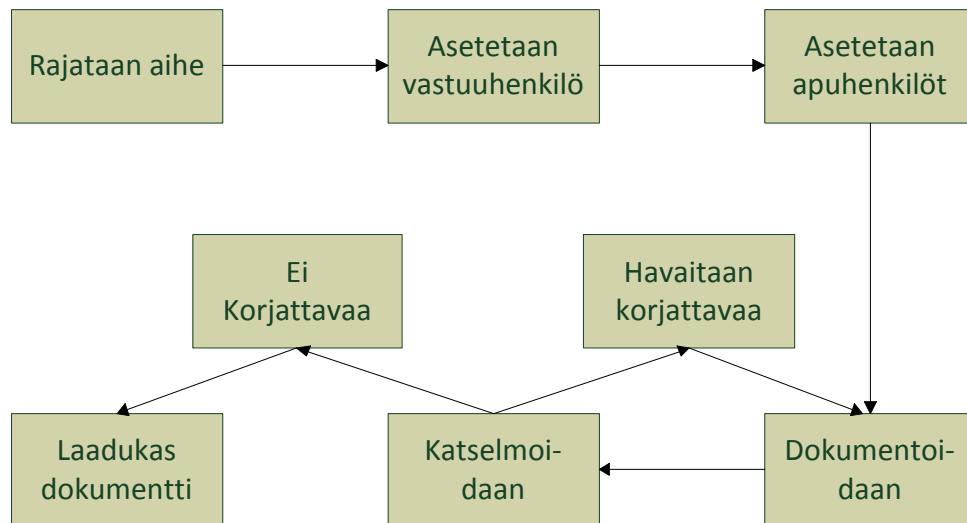 Rajataan aihe
Asetetaan
vastuuhenkilö
Asetetaan
apuhenkilöt
Ei
Korjattavaa
Havaitaan
korjattavaa
Laadukas
dokumentti
Katselmoi-
daan
Dokumentoi-
daan